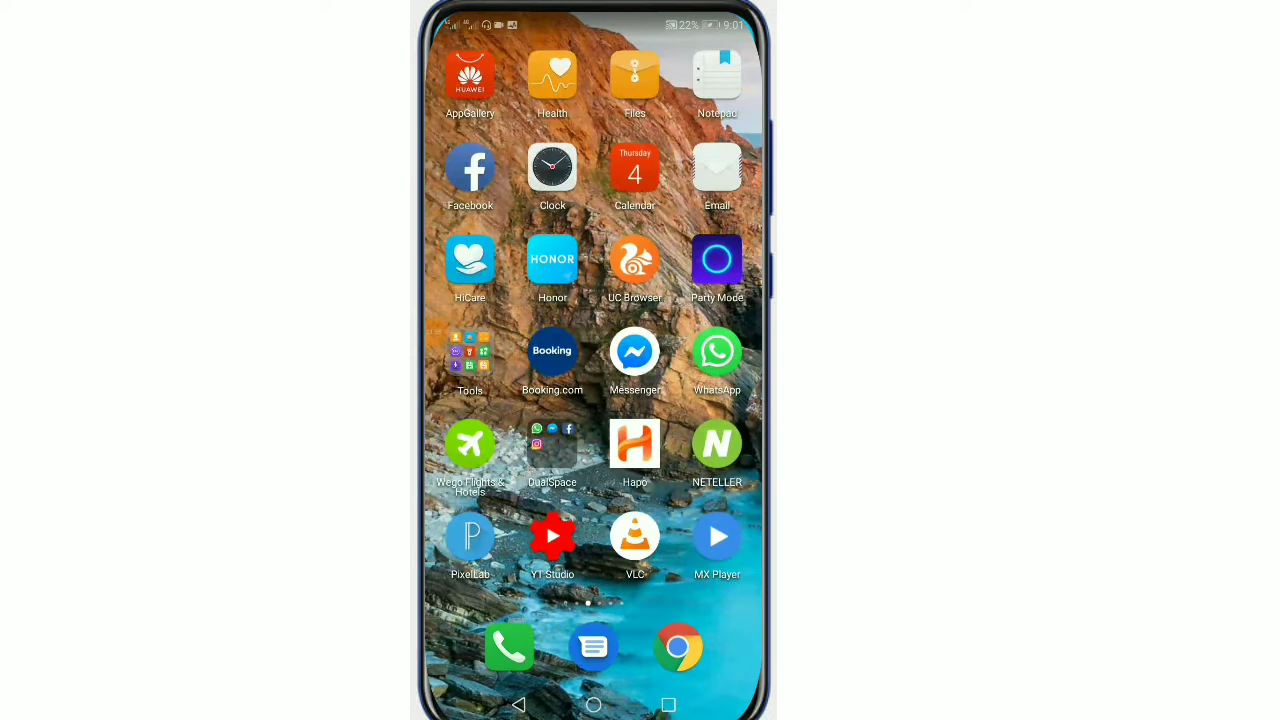 22% 9:01
HUAWEI
AppGallery Health Files Notepad
Thursday
4
Facebook Clock Calendar Email
HONOR
HiCare Honor UC Browser Party Mode
Booking
Tools Booking.com Messenger WhatsApp
N
Wego Flights & Hotels DualSpace Hapo NETELLER
PixelLab YT Studio VLC MX Player